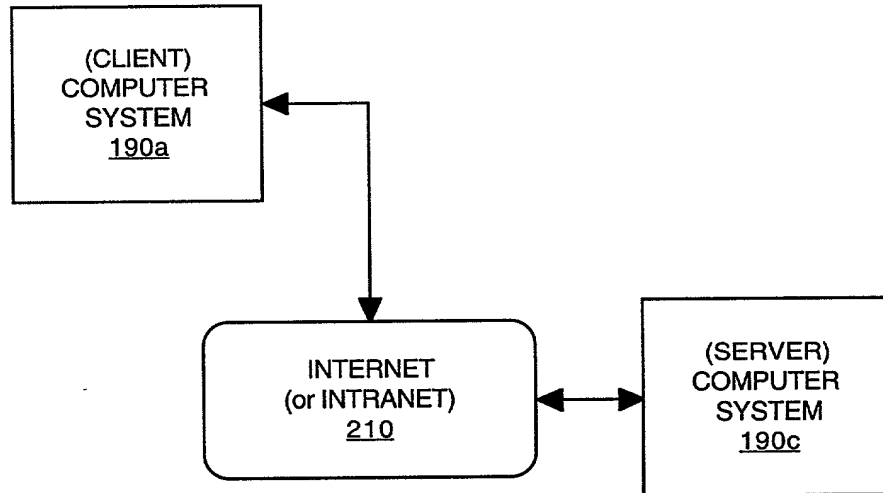 (CLIENT)
COMPUTER
SYSTEM
190a
INTERNET
(or INTRANET)
210
(SERVER)
COMPUTER
SYSTEM
190c